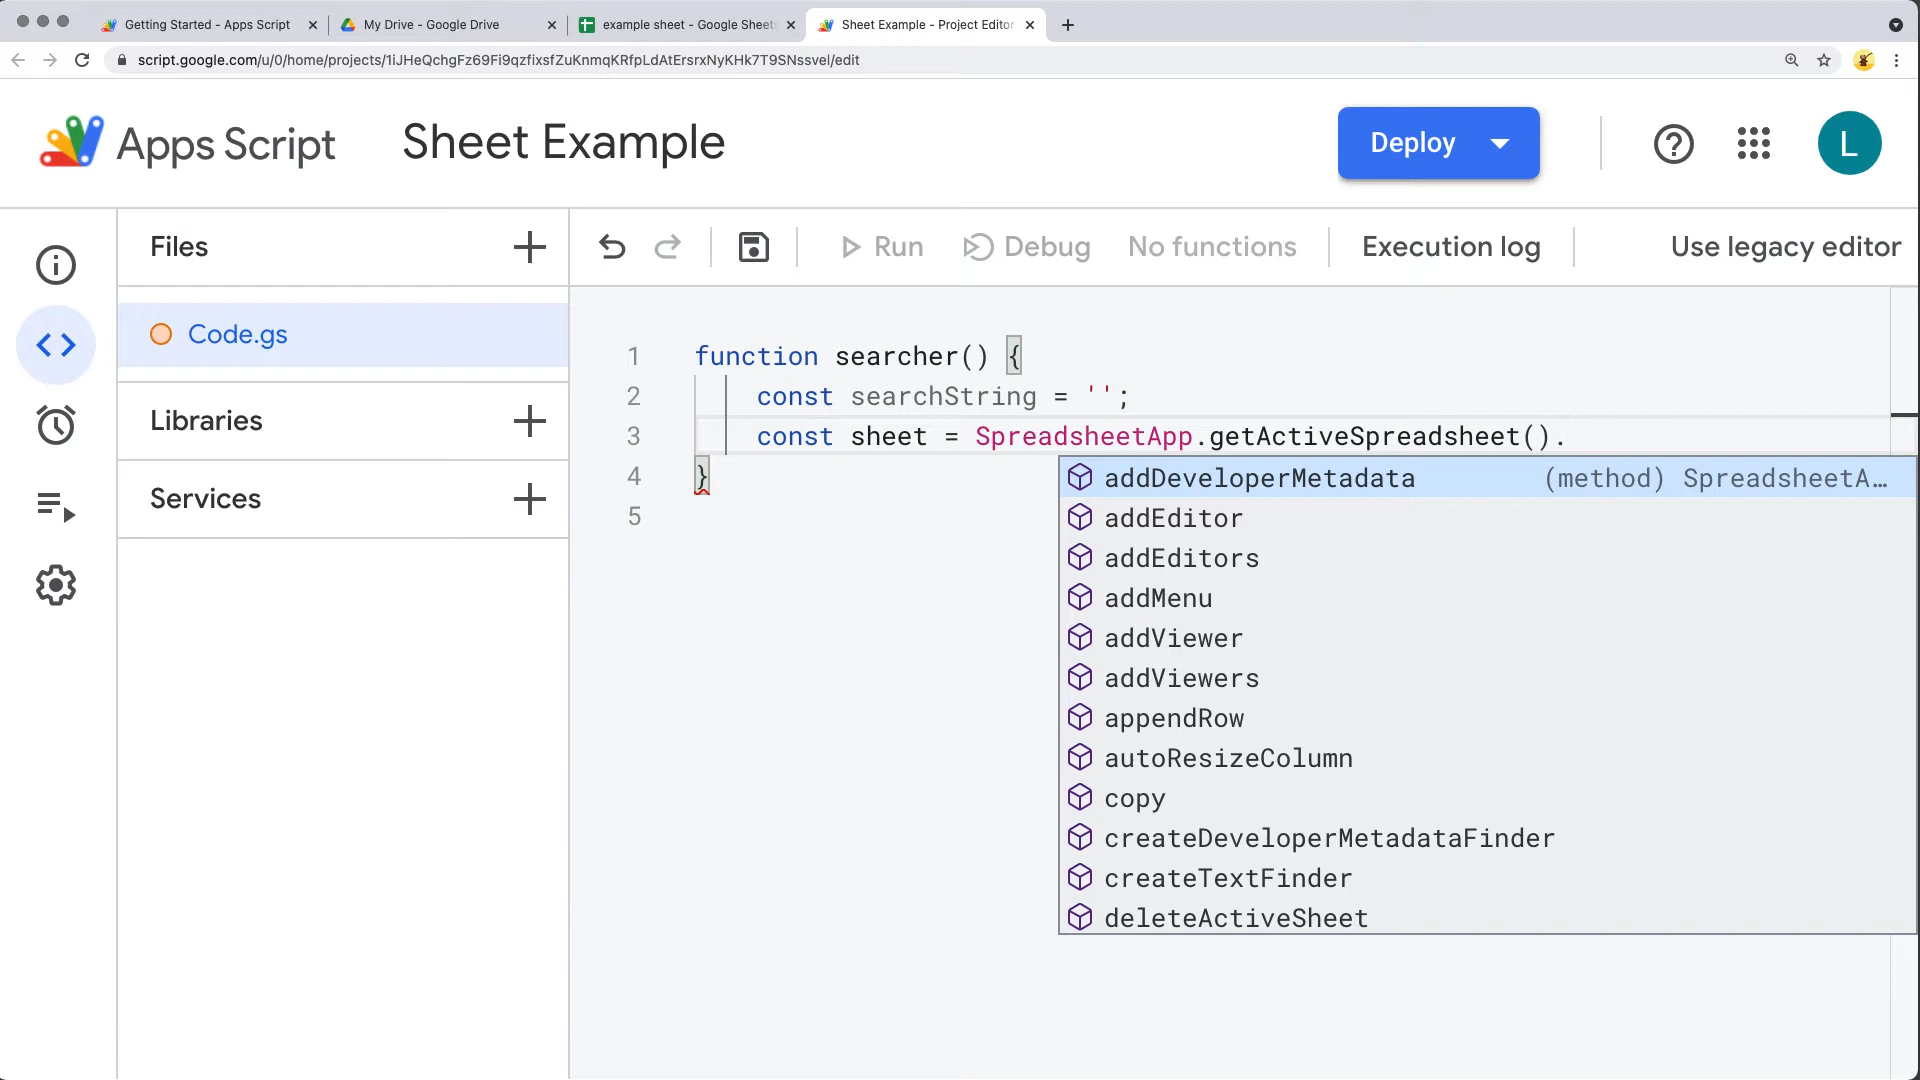 Getting Started - Apps Script
My Drive - Google Drive
example sheet - Google Sheets
Sheet Example - Project Editor
script.google.com/u/0/home/projects/1iJHeQchgFz69Fi9qzfixsfZuKnmqKRfpLdAtErsrxNyKHk7T9SNssvel/edit
Apps Script
Sheet Example
Deploy
L
Files
Run
Debug
No functions
Execution log
Use legacy editor
Code.gs
Libraries
Services
1 function searcher() {
2 const searchString = '';
3 const sheet = SpreadsheetApp.getActiveSpreadsheet().
4 }
5
addDeveloperMetadata (method) SpreadsheetA…
addEditor
addEditors
addMenu
addViewer
addViewers
appendRow
autoResizeColumn
copy
createDeveloperMetadataFinder
createTextFinder
deleteActiveSheet